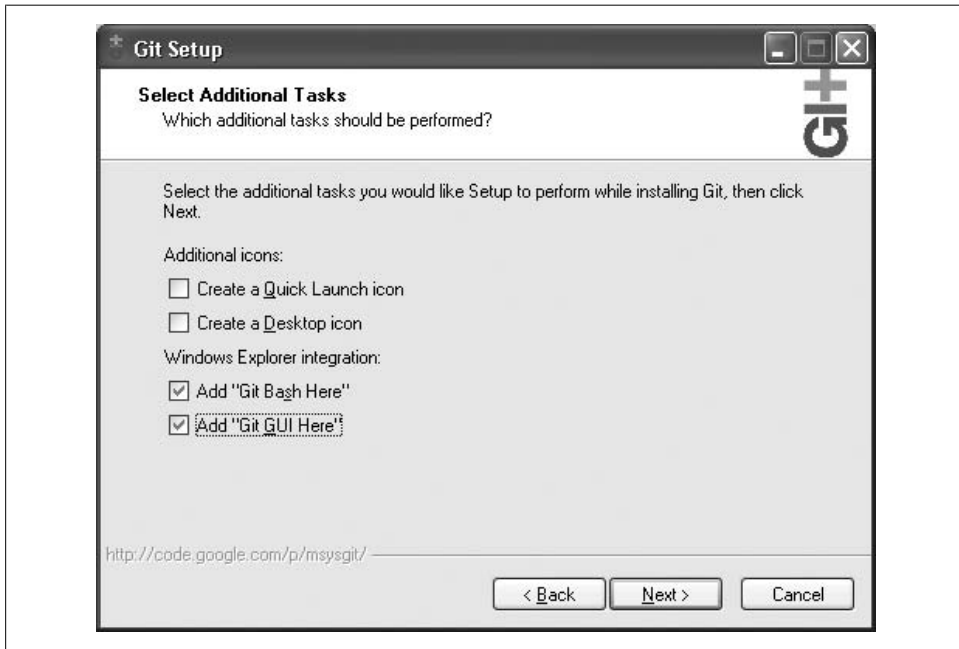 Git Setup
Select Additional Tasks
Which additional tasks should be performed?
Git
Select the additional tasks you would like Setup to perform while installing Git, then click
Next.
Additional icons:
Create a Quick Launch icon
Create a Desktop icon
Windows Explorer integration:
Add "Git Bash Here"
Add "Git GUI Here"
http://code.google.com/p/msysgit/
< Back
Next >
Cancel